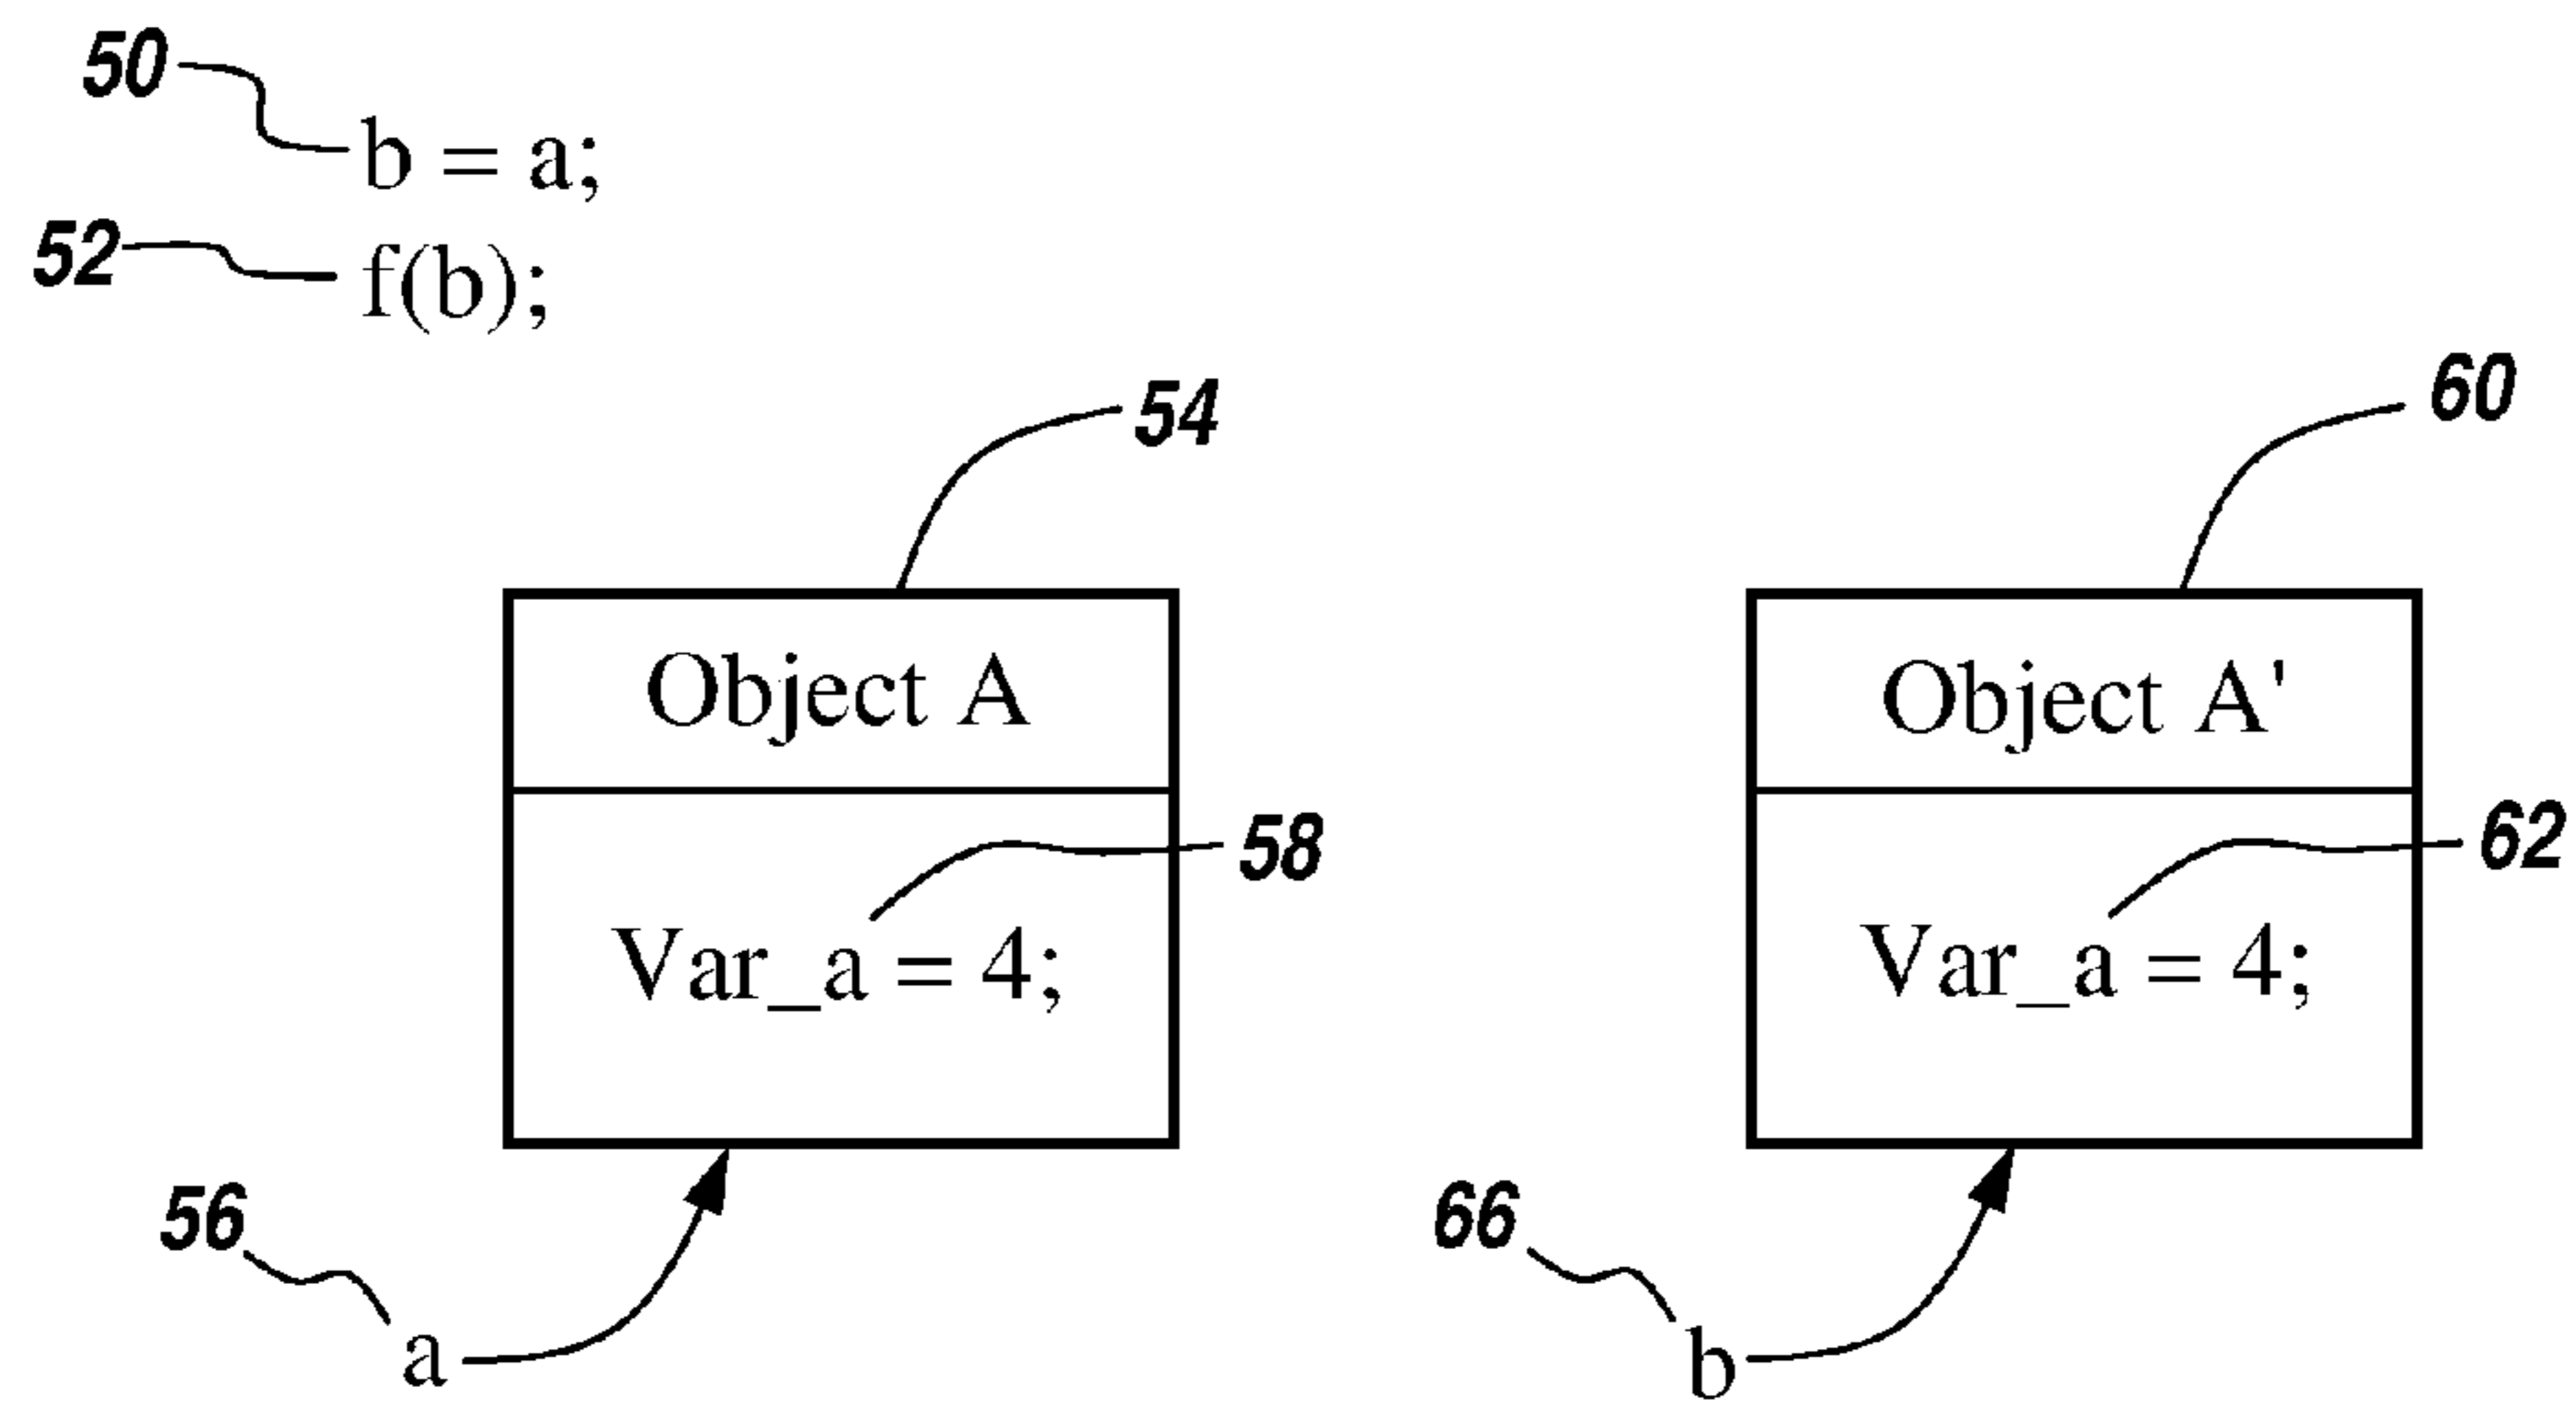 50
b = a;
52
f(b);
54
60
Object A
Object A'
58
62
Var_a = 4;
Var_a = 4;
56
66
a
b